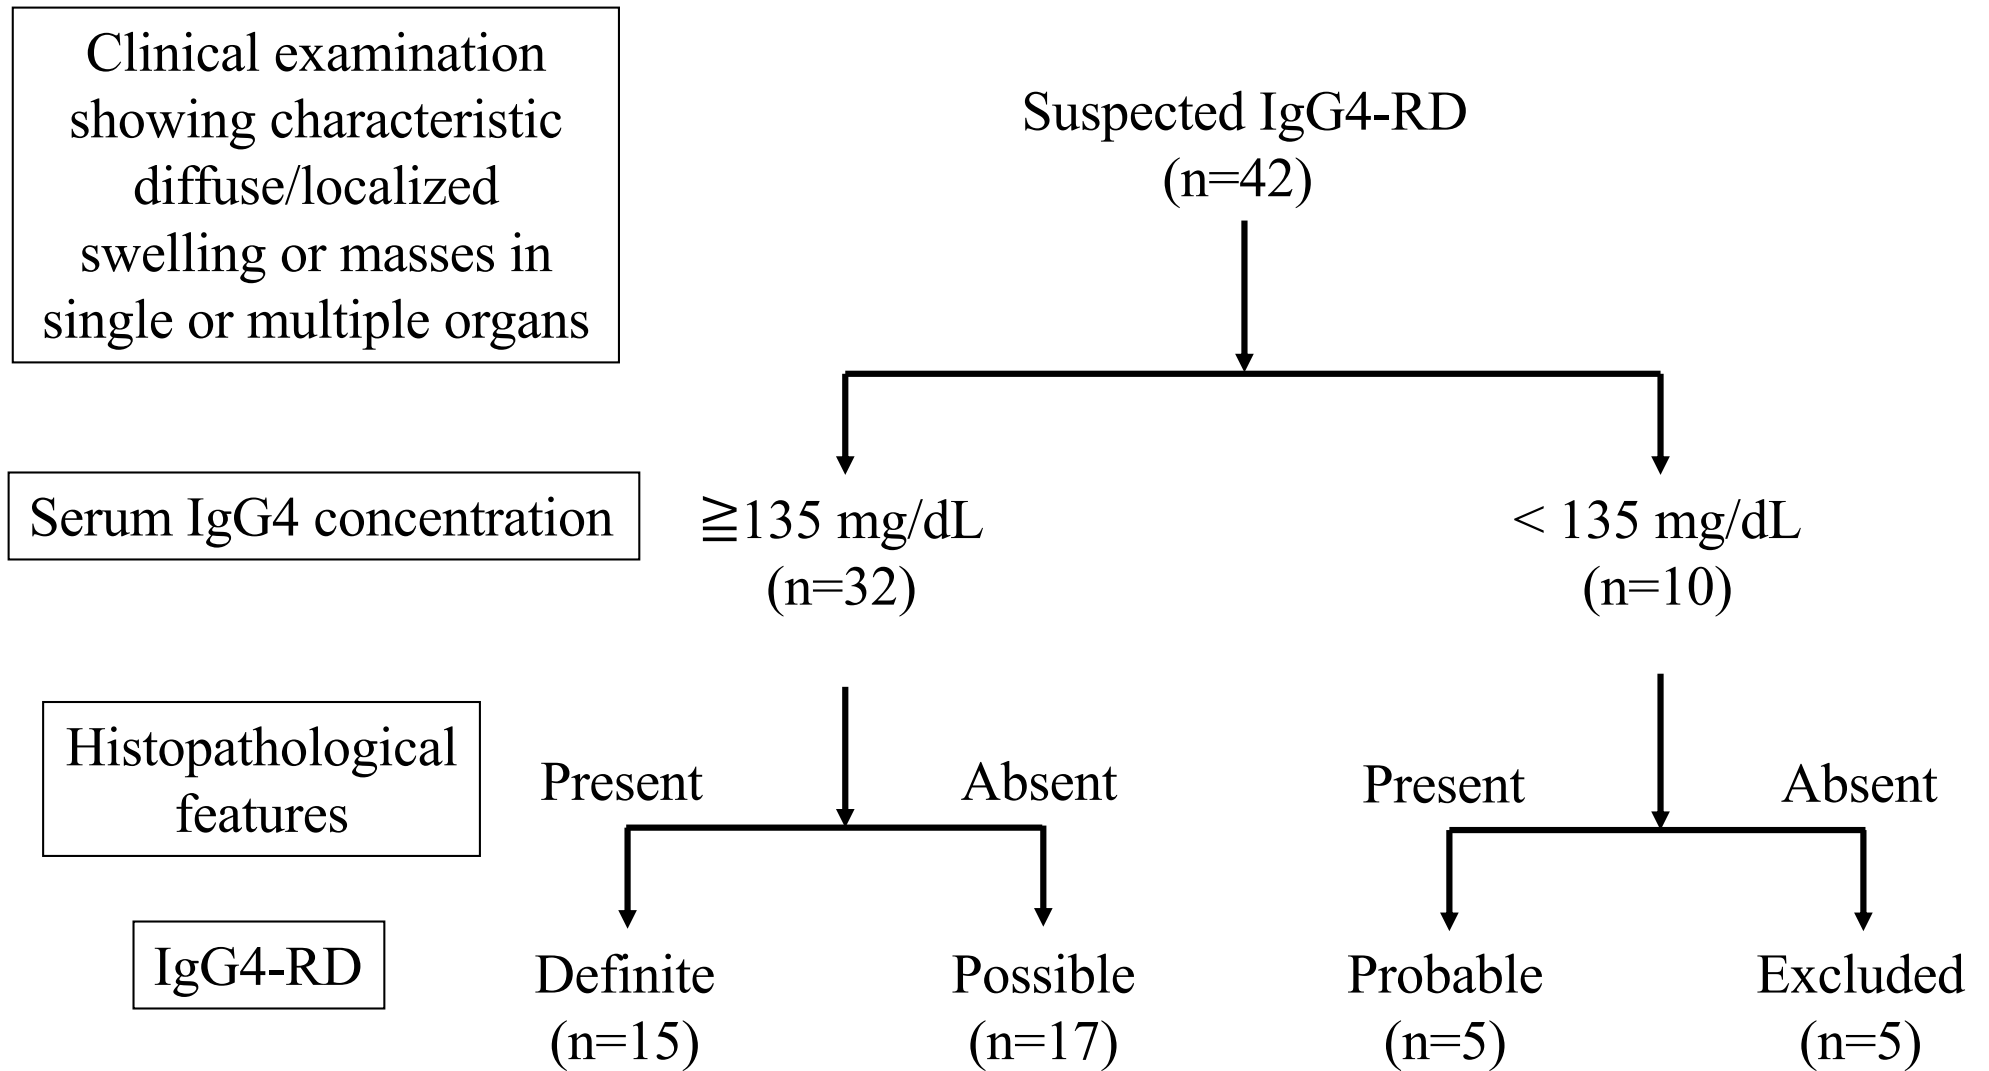 Clinical examination
showing characteristic
diffuse/localized
swelling or masses in
single or multiple organs
Suspected IgG4-RD
(n=42)
Serum IgG4 concentration
≧135 mg/dL
(n=32)
< 135 mg/dL
(n=10)
Histopathological
features
Present
Absent
Present
Absent
IgG4-RD
Definite
(n=15)
Possible
(n=17)
Probable
(n=5)
Excluded
(n=5)